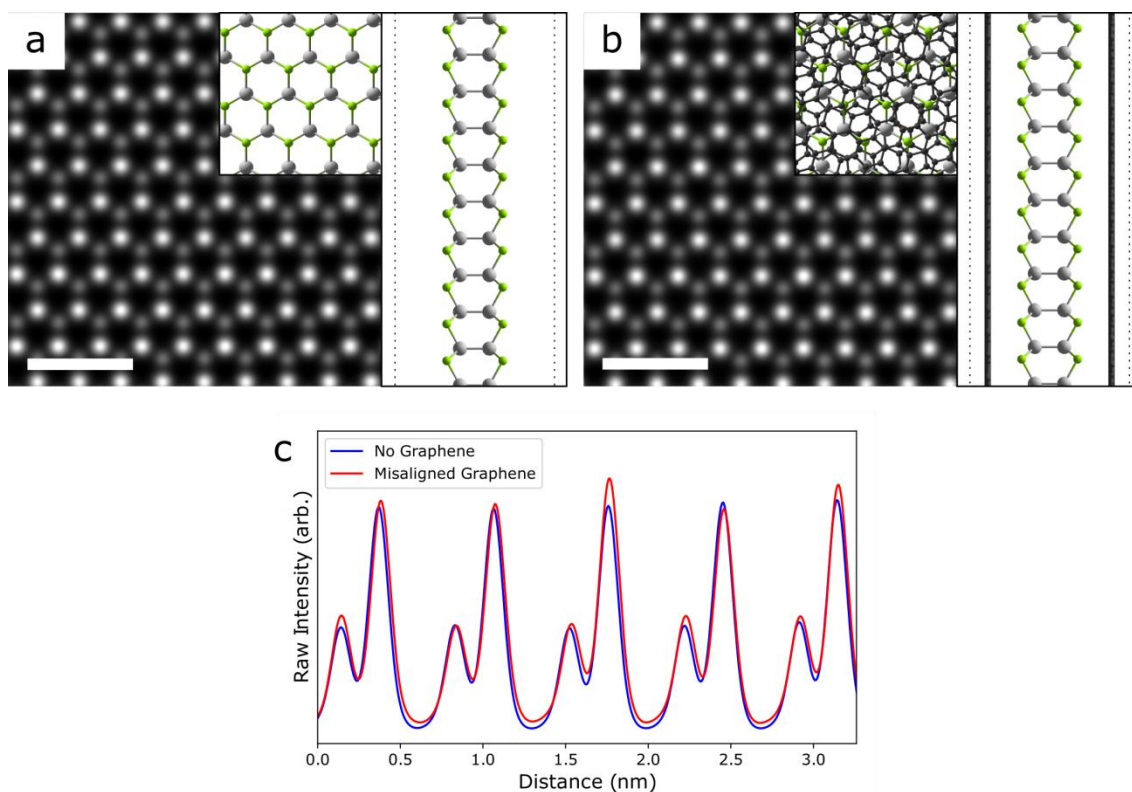 a
b
c
No Graphene
Misaligned Graphene
Raw Intensity (arb.)
0.0 0.5 1.0 1.5 2.0 2.5 3.0
Distance (nm)